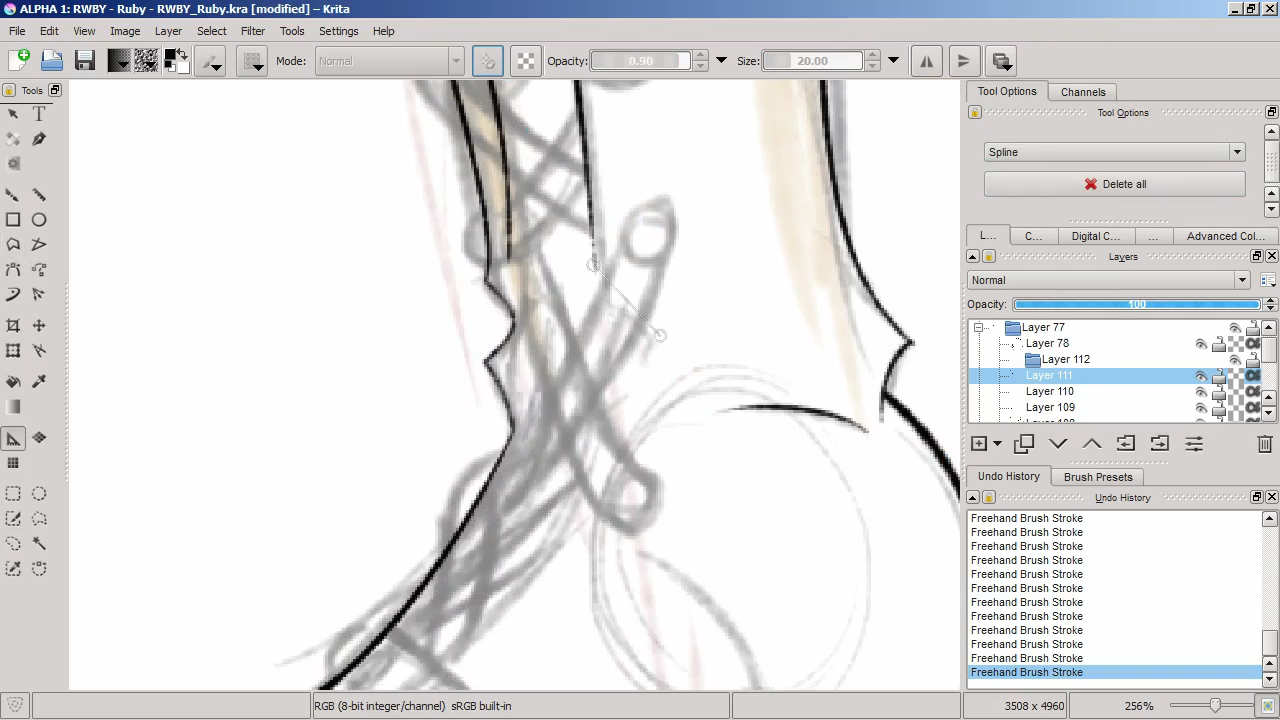 ALPHA 1: RWBY - Ruby - RWBY_Ruby.kra [modified] – Krita
File Edit View Image Layer Filter Select Tools Settings Help
Mode: Normal Opacity: 0.90 Size: 20.00
Tools
T
Tool Options Channels
Tool Options
Spline
Delete all
L... C... Digital C... ... Advanced Col...
Layers
Normal
Opacity: 100
Layer 77
Layer 78
Layer 112
Layer 111
Layer 110
Layer 109
Undo History Brush Presets
Undo History
Freehand Brush Stroke
Freehand Brush Stroke
Freehand Brush Stroke
Freehand Brush Stroke
Freehand Brush Stroke
Freehand Brush Stroke
Freehand Brush Stroke
Freehand Brush Stroke
Freehand Brush Stroke
Freehand Brush Stroke
Freehand Brush Stroke
Freehand Brush Stroke
RGB (8-bit integer/channel) sRGB built-in 3508 x 4960 256%